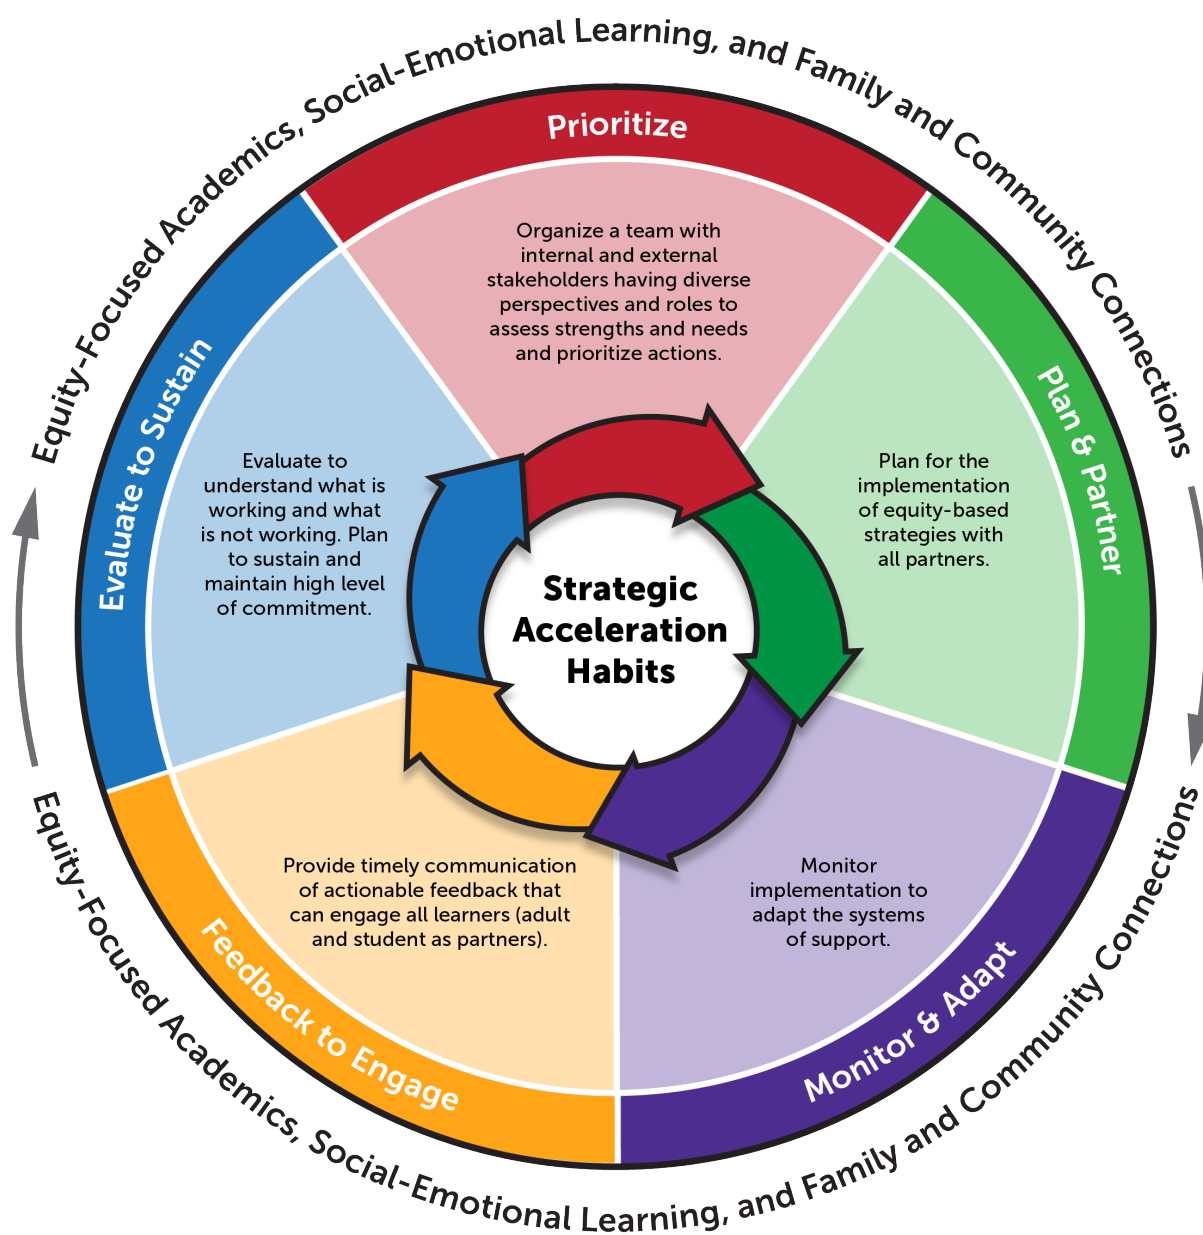 Equity-Focused Academics, Social-Emotional Learning, and Family and Community Connections
Prioritize
Organize a team with
internal and external
stakeholders having diverse
perspectives and roles to
assess strengths and needs
and prioritize actions.
Plan & Partner
Plan for the
implementation
of equity-based
strategies with
all partners.
Monitor & Adapt
Monitor
implementation to
adapt the systems
of support.
Feedback to Engage
Provide timely communication
of actionable feedback that
can engage all learners (adult
and student as partners).
Evaluate to Sustain
Evaluate to
understand what is
working and what
is not working. Plan
to sustain and
maintain high level
of commitment.
Strategic
Acceleration
Habits
Equity-Focused Academics, Social-Emotional Learning, and Family and Community Connections